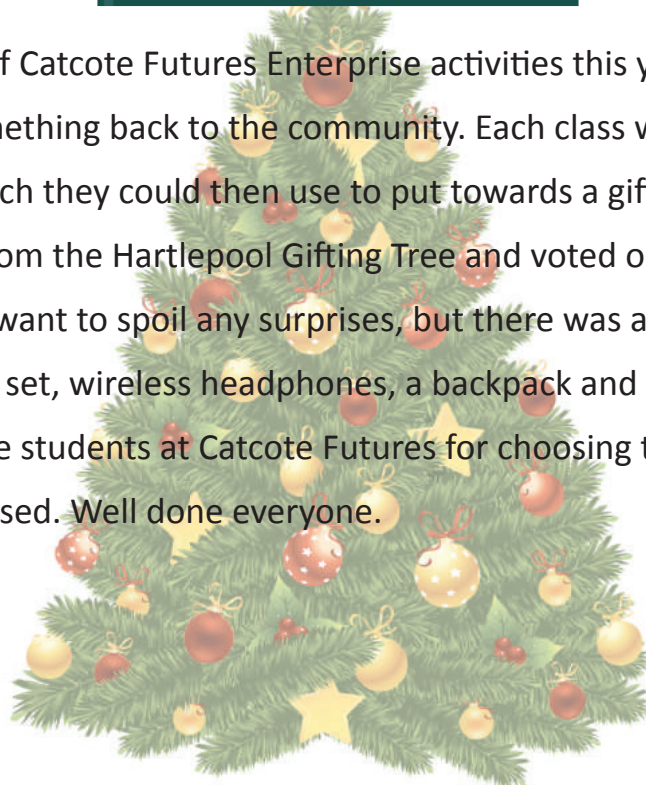 f Catcote Futures Enterprise activities this y
ething back to the community. Each class w
ch they could then use to put towards a gif
om the Hartlepool Gifting Tree and voted o
want to spoil any surprises, but there was a
set, wireless headphones, a backpack and
e students at Catcote Futures for choosing t
sed. Well done everyone.